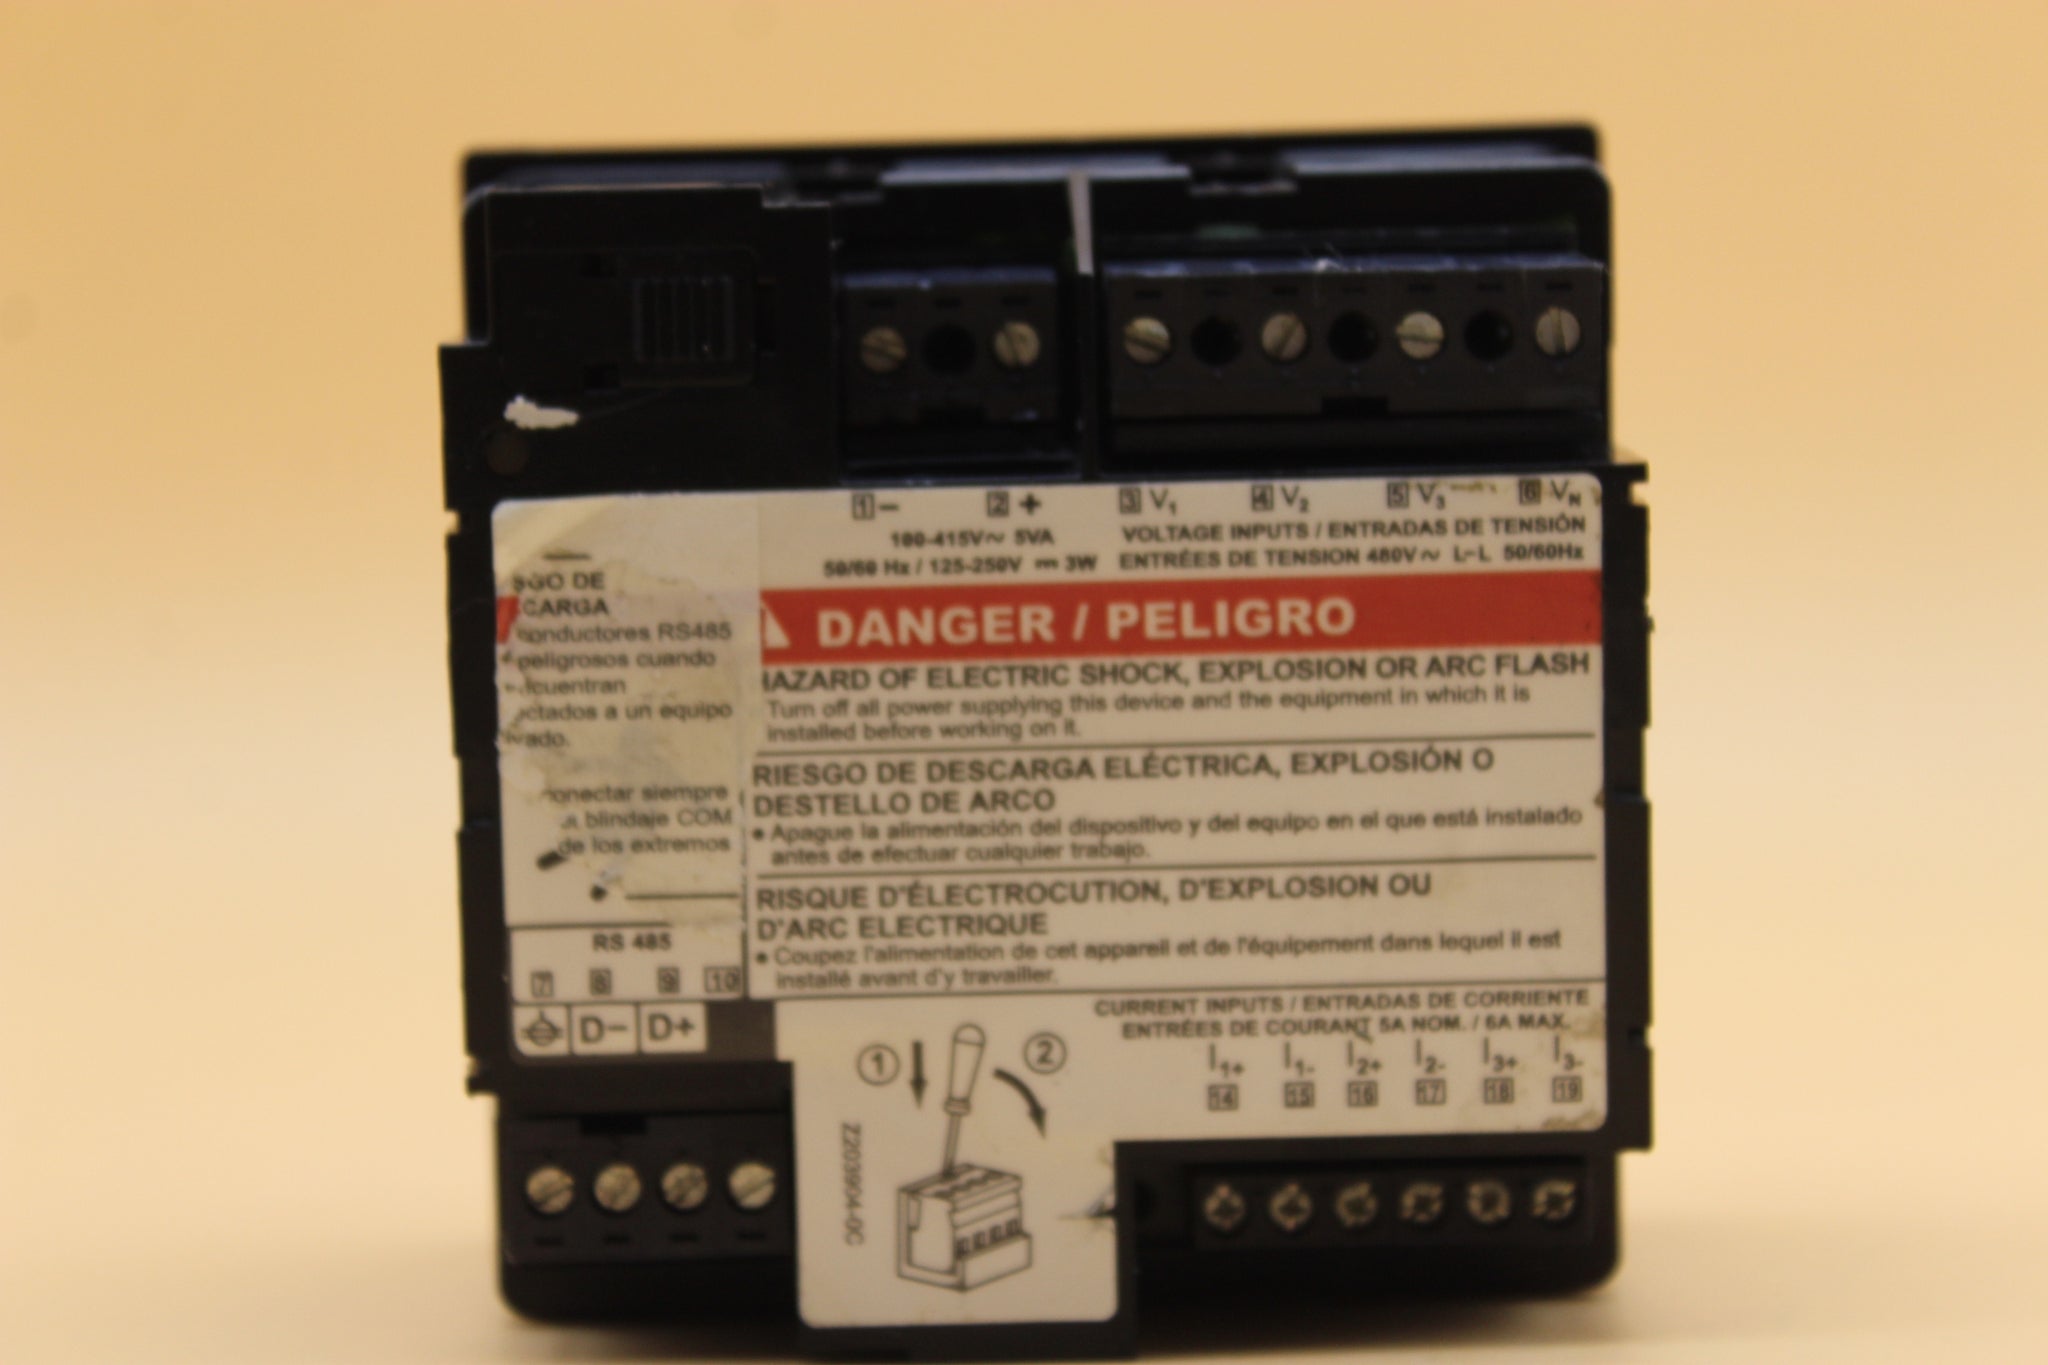 1 − 2 + 3 V1 4 V2 5 V3 6 VN
100-415V~ 5VA
50/60 Hz / 125-250V ⎓ 3W
VOLTAGE INPUTS / ENTRADAS DE TENSIÓN
ENTRÉES DE TENSION 480V~ L-L 50/60Hz
DANGER / PELIGRO
OF ELECTRIC SHOCK, EXPLOSION OR ARC FLASH
Turn off all power supplying this device and the equipment in which it is
installed before working on it.
RIESGO DE DESCARGA ELÉCTRICA, EXPLOSIÓN O
DESTELLO DE ARCO
• Apague la alimentación del dispositivo y del equipo en el que está instalado
antes de efectuar cualquier trabajo.
RISQUE D'ÉLECTROCUTION, D'EXPLOSION OU
D'ARC ELECTRIQUE
• Coupez l'alimentation de cet appareil et de l'équipement dans lequel il est
installé avant d'y travailler.
SGO DE
CARGA
conductores RS485
peligrosos cuando
cuentran
ctados a un equipo
vado.
onectar siempre
blindaje COM
de los extremos
RS 485
7 8 9 10
D− D+
CURRENT INPUTS / ENTRADAS DE CORRIENTE
ENTRÉES DE COURANT 5A NOM. / 6A MAX.
I1+ I1- I2+ I2- I3+ I3-
14 15 16 17 18 19
1 2
Z203904-0C